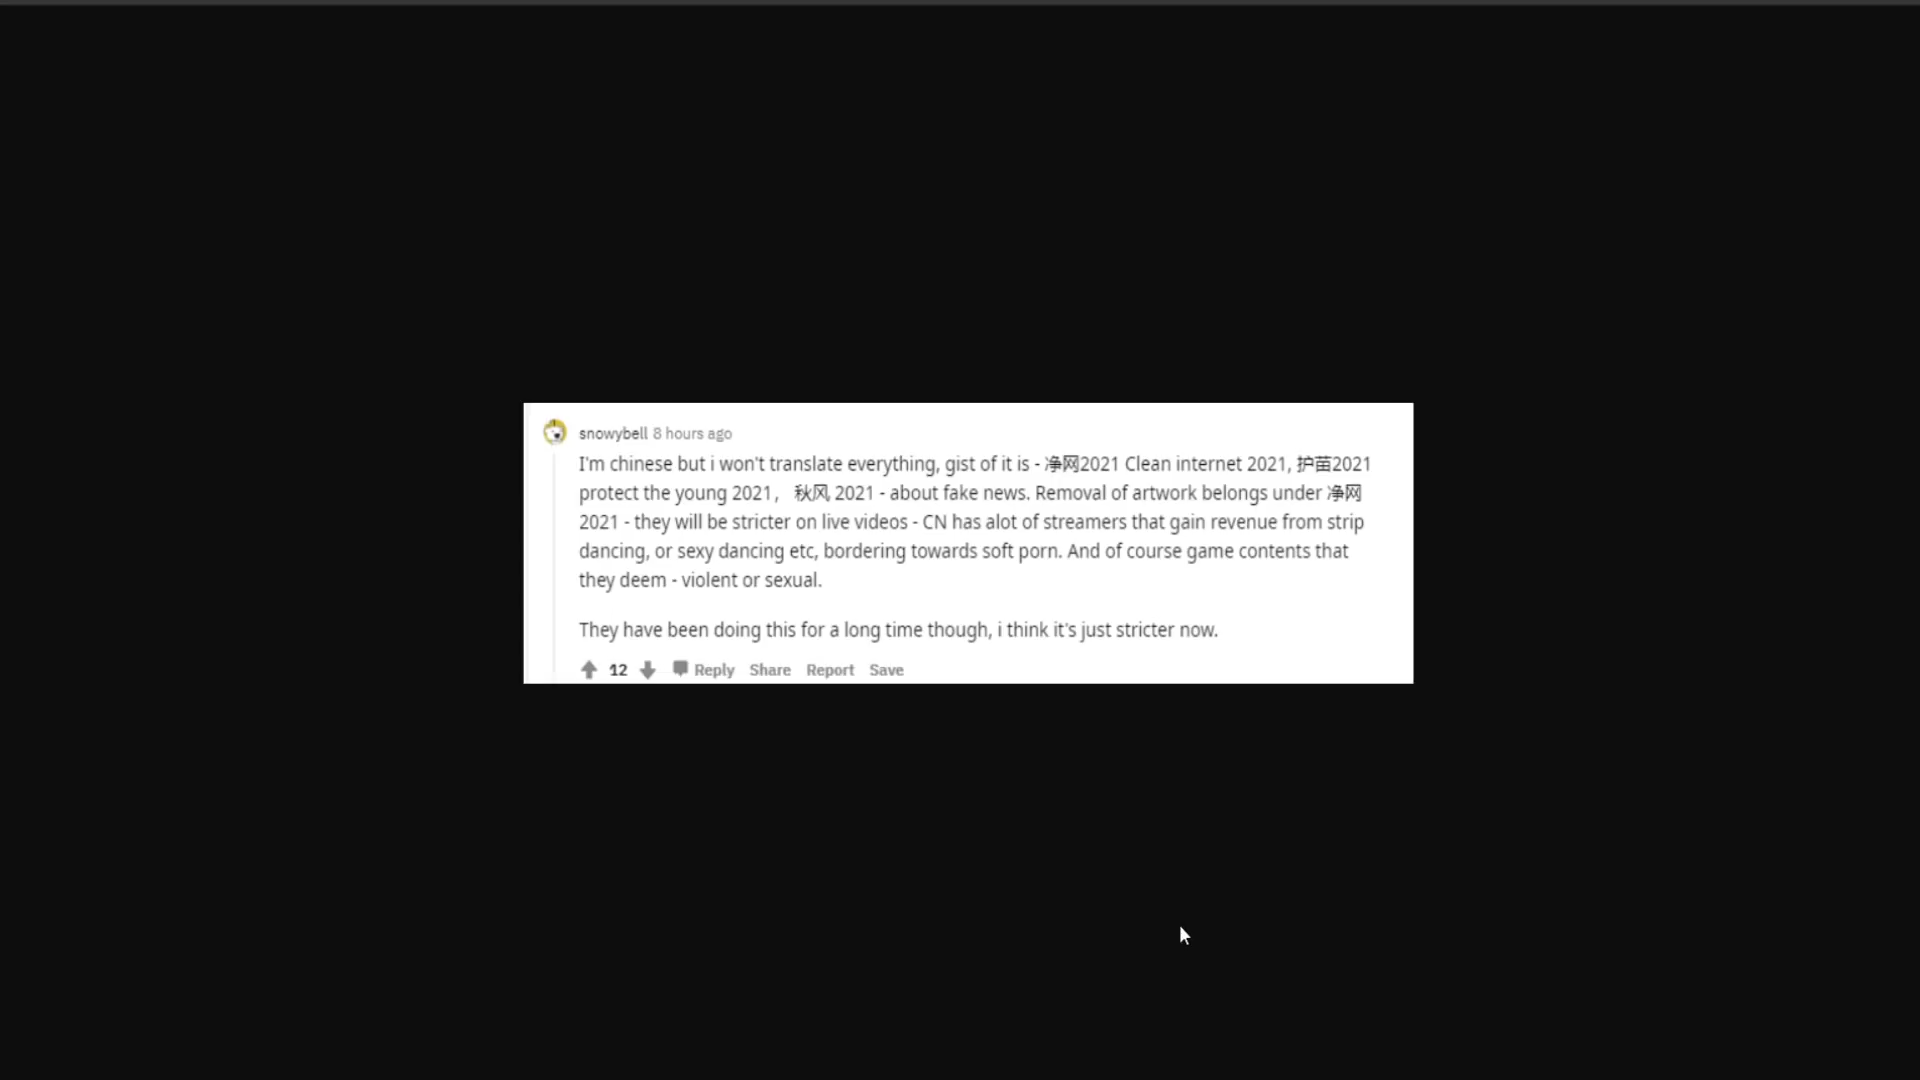 snowybell 8 hours ago
I'm chinese but i won't translate everything, gist of it is - 净网2021 Clean internet 2021, 护苗2021
protect the young 2021， 秋风 2021 - about fake news. Removal of artwork belongs under 净网
2021 - they will be stricter on live videos - CN has alot of streamers that gain revenue from strip
dancing, or sexy dancing etc, bordering towards soft porn. And of course game contents that
they deem - violent or sexual.
They have been doing this for a long time though, i think it's just stricter now.
12 Reply Share Report Save